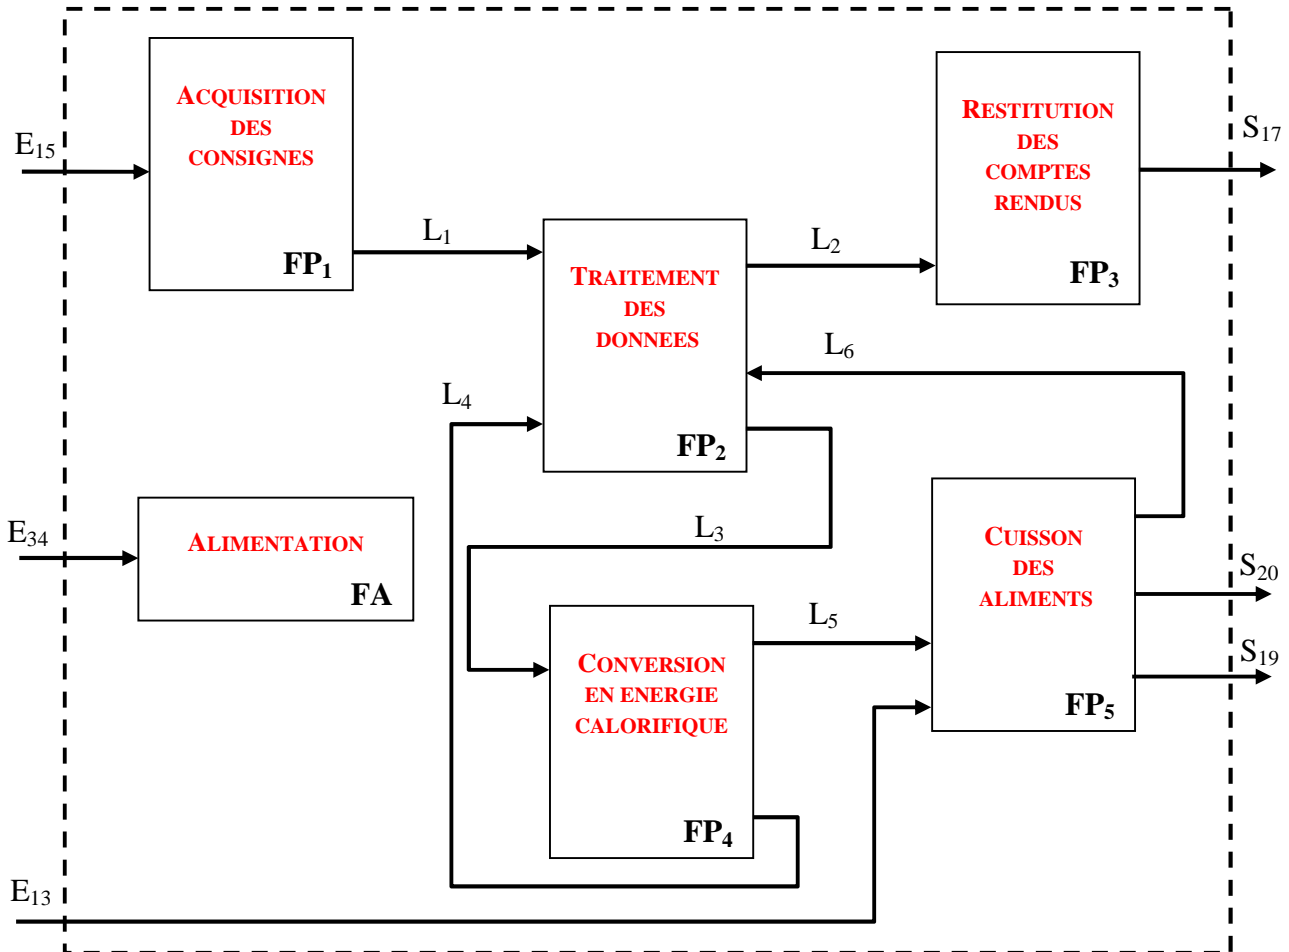 ACQUISITION
DES
CONSIGNES
FP1
E15
RESTITUTION
DES
COMPTES
RENDUS
FP3
S17
L1
L2
TRAITEMENT
DES
DONNEES
FP2
L6
L4
L3
E34
ALIMENTATION
FA
CUISSON
DES
ALIMENTS
FP5
S20
S19
L5
CONVERSION
EN ENERGIE
CALORIFIQUE
FP4
E13